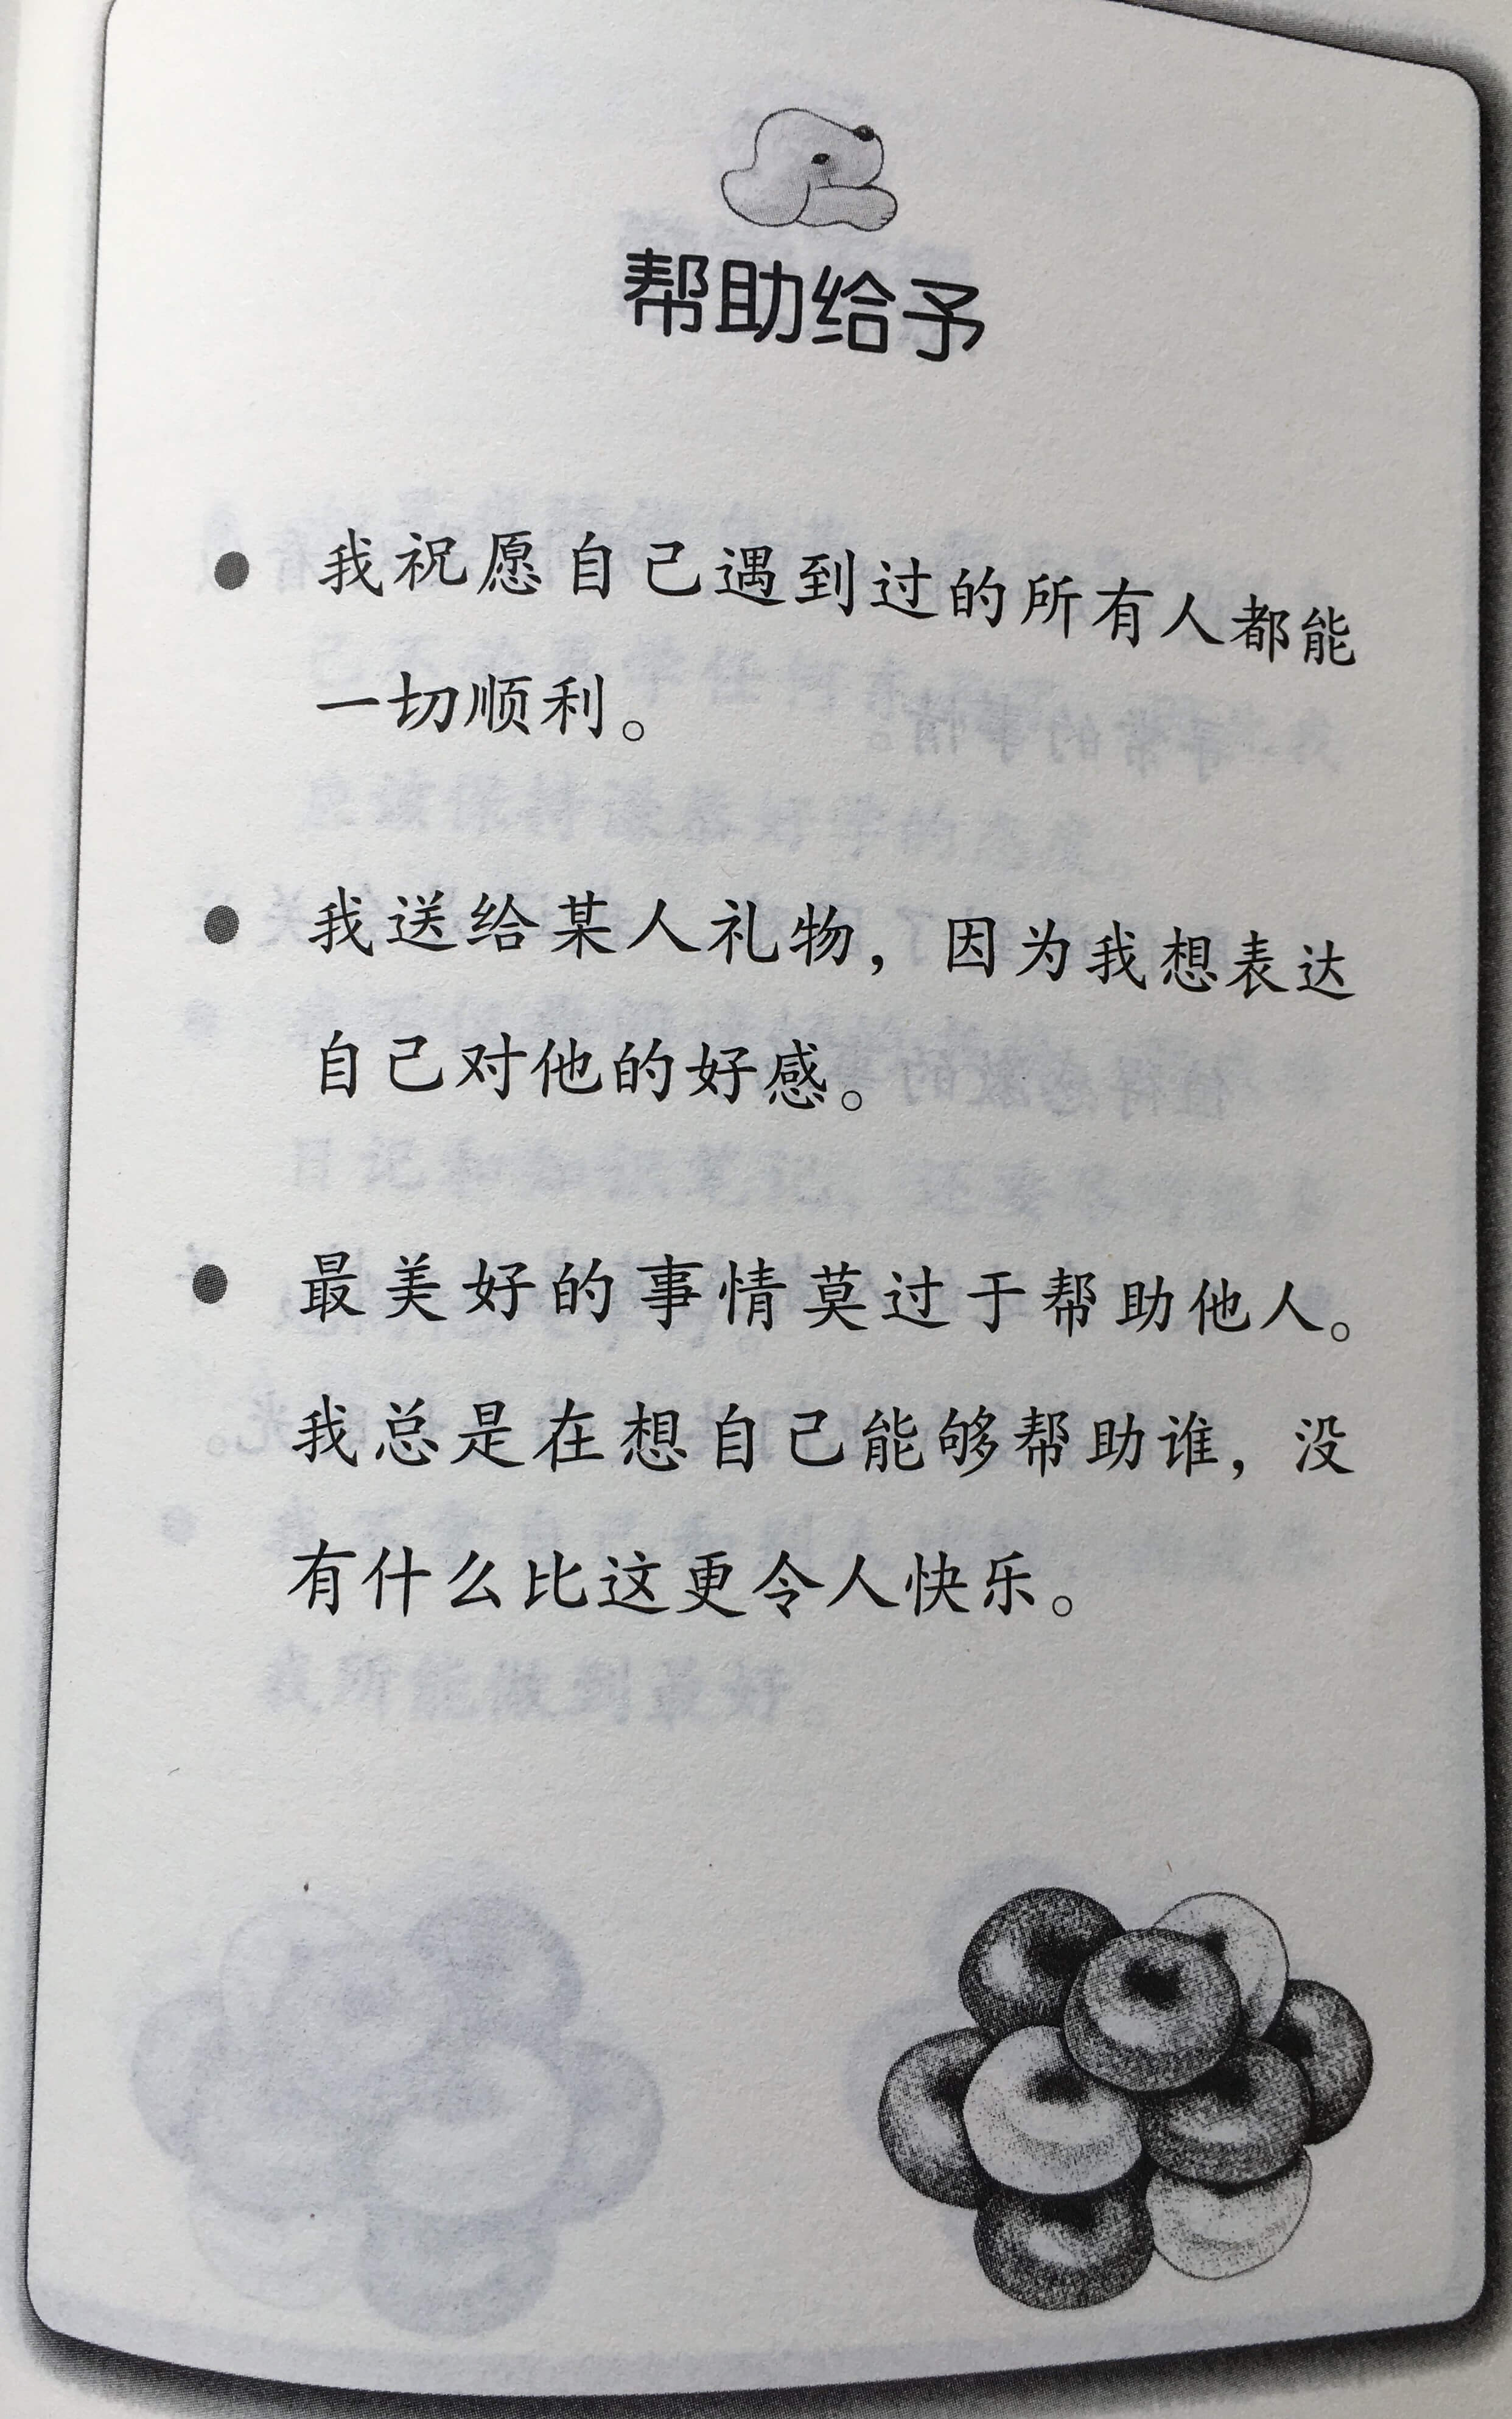 帮助给予
● 我祝愿自己遇到过的所有人都能
一切顺利。
● 我送给某人礼物，因为我想表达
自己对他的好感。
● 最美好的事情莫过于帮助他人。
我总是在想自己能够帮助谁，没
有什么比这更令人快乐。